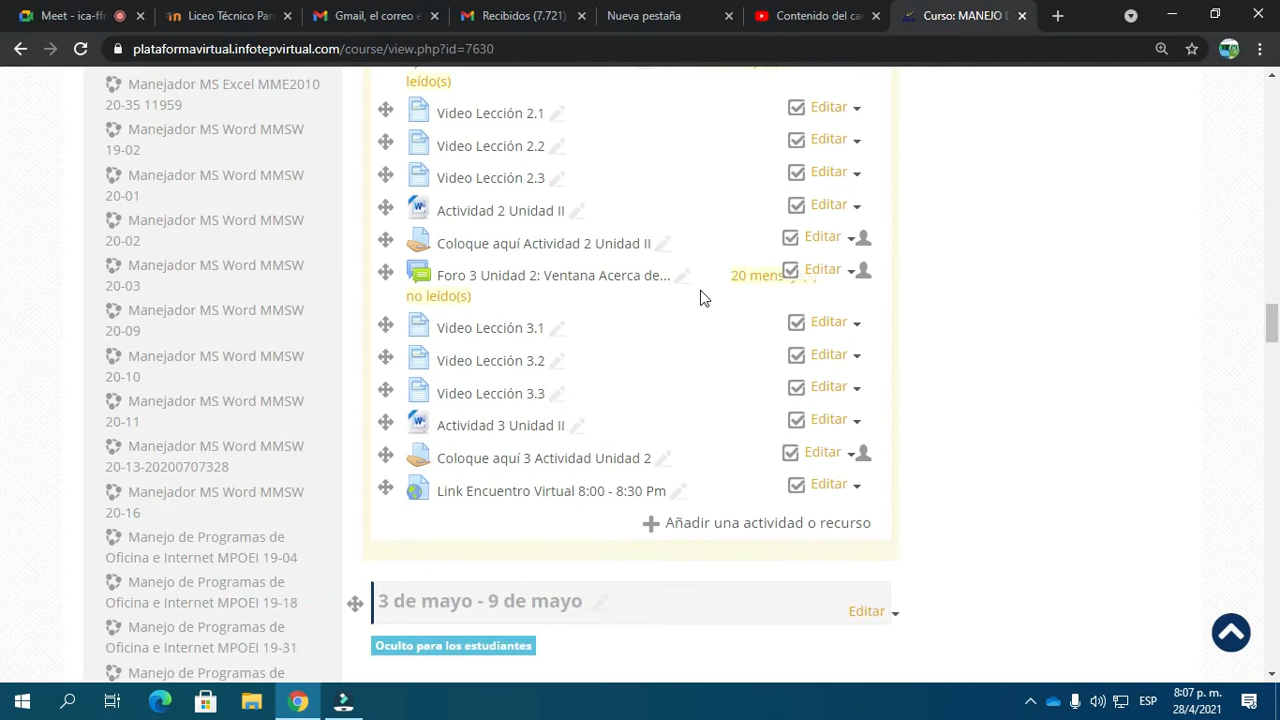 Meet - ica-ffr
Liceo Técnico Par
Gmail, el correo e
Recibidos (7.721)
Nueva pestaña
Contenido del ca
Curso: MANEJO D
plataformavirtual.infotepvirtual.com/course/view.php?id=7630
Manejador MS Excel MME2010
20-35 11959
Manejador MS Word MMSW
19-02
Manejador MS Word MMSW
20-01
Manejador MS Word MMSW
20-02
Manejador MS Word MMSW
20-03
Manejador MS Word MMSW
20-09
Manejador MS Word MMSW
20-10
Manejador MS Word MMSW
20-11
Manejador MS Word MMSW
20-13-20200707328
Manejador MS Word MMSW
20-16
Manejo de Programas de
Oficina e Internet MPOEI 19-04
Manejo de Programas de
Oficina e Internet MPOEI 19-18
Manejo de Programas de
Oficina e Internet MPOEI 19-31
Manejo de Programas de
leído(s)
Video Lección 2.1 Editar
Video Lección 2.2 Editar
Video Lección 2.3 Editar
Actividad 2 Unidad II Editar
Coloque aquí Actividad 2 Unidad II Editar
Foro 3 Unidad 2: Ventana Acerca de... 20 mens Editar
no leído(s)
Video Lección 3.1 Editar
Video Lección 3.2 Editar
Video Lección 3.3 Editar
Actividad 3 Unidad II Editar
Coloque aquí 3 Actividad Unidad 2 Editar
Link Encuentro Virtual 8:00 - 8:30 Pm Editar
Añadir una actividad o recurso
3 de mayo - 9 de mayo
Editar
Oculto para los estudiantes
ESP
8:07 p. m.
28/4/2021